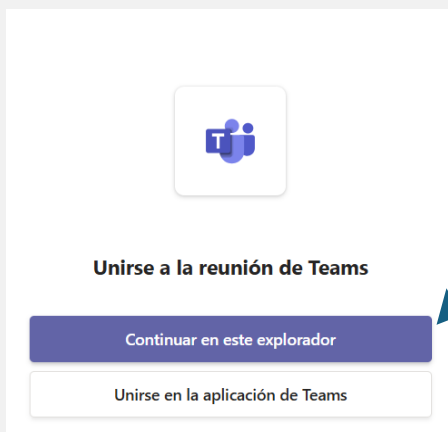 T
Unirse a la reunión de Teams
Continuar en este explorador
Unirse en la aplicación de Teams